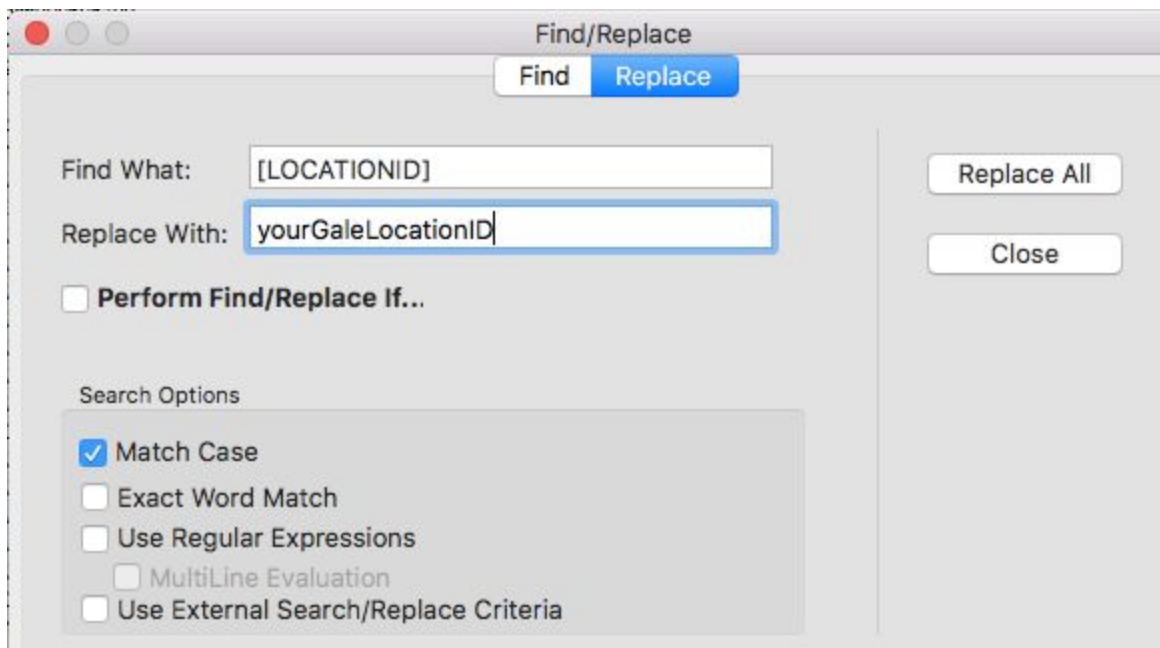 Find/Replace
Find Replace
Find What: [LOCATIONID] Replace All
Replace With: yourGaleLocationID
Close
Perform Find/Replace If...
Search Options
Match Case
Exact Word Match
Use Regular Expressions
MultiLine Evaluation
Use External Search/Replace Criteria